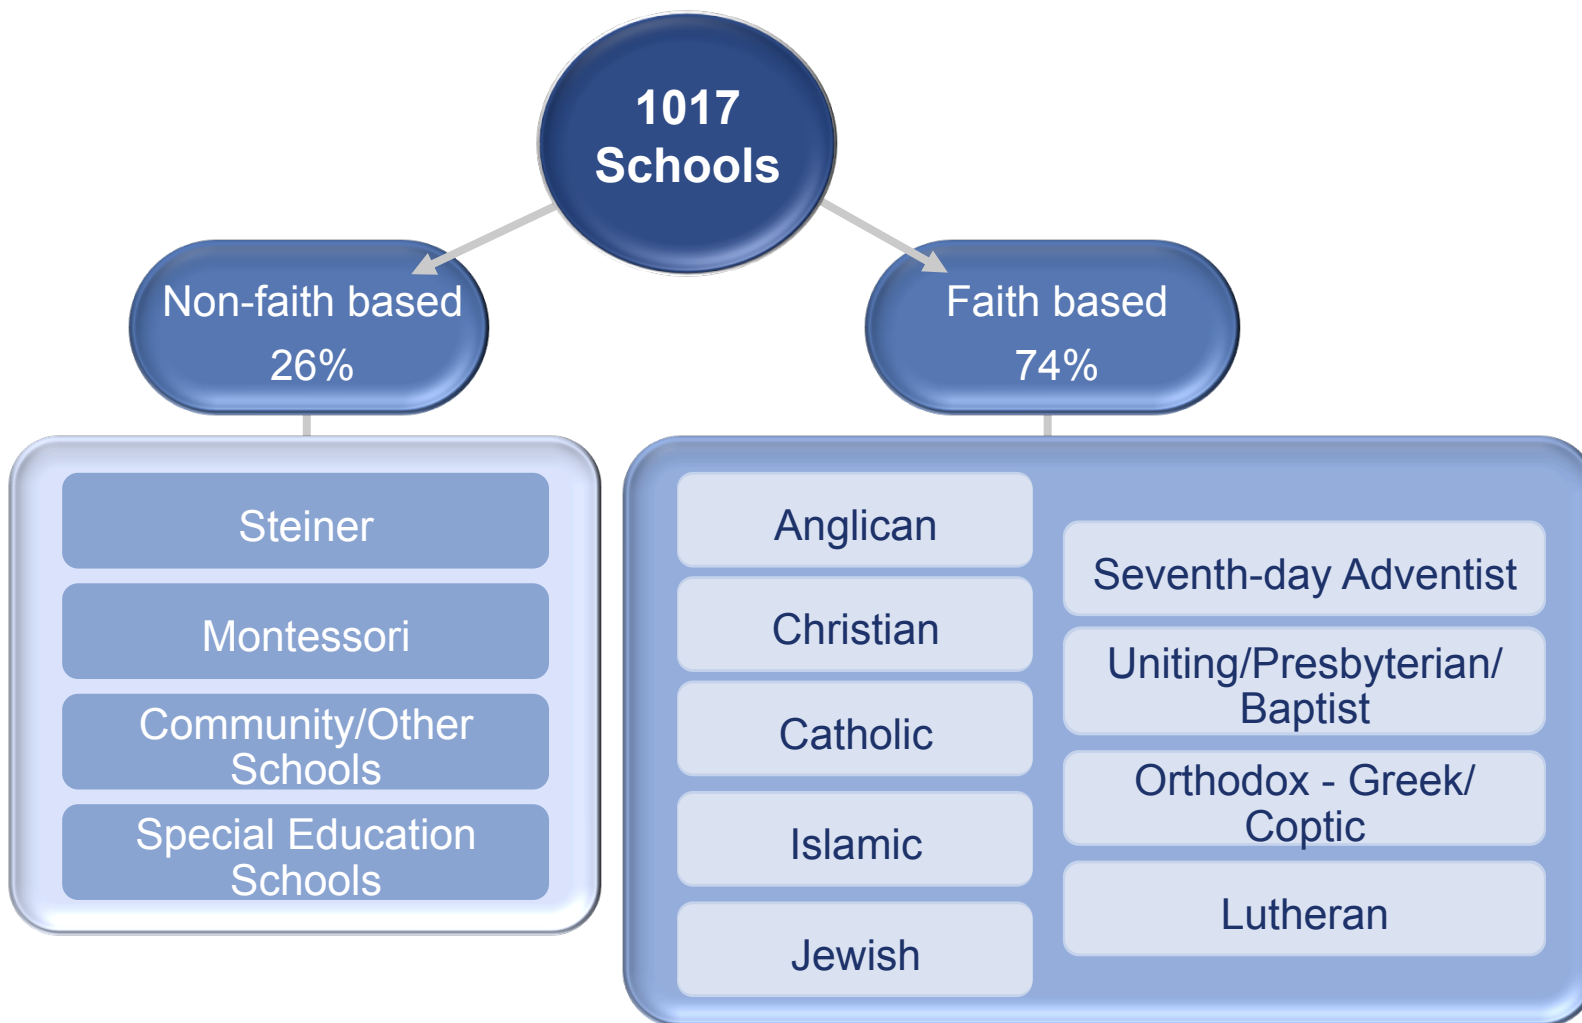 1017
Schools
Non-faith based
26%
Faith based
74%
Steiner
Montessori
Community/Other
Schools
Special Education
Schools
Anglican
Christian
Catholic
Islamic
Jewish
Seventh-day Adventist
Uniting/Presbyterian/
Baptist
Orthodox - Greek/
Coptic
Lutheran